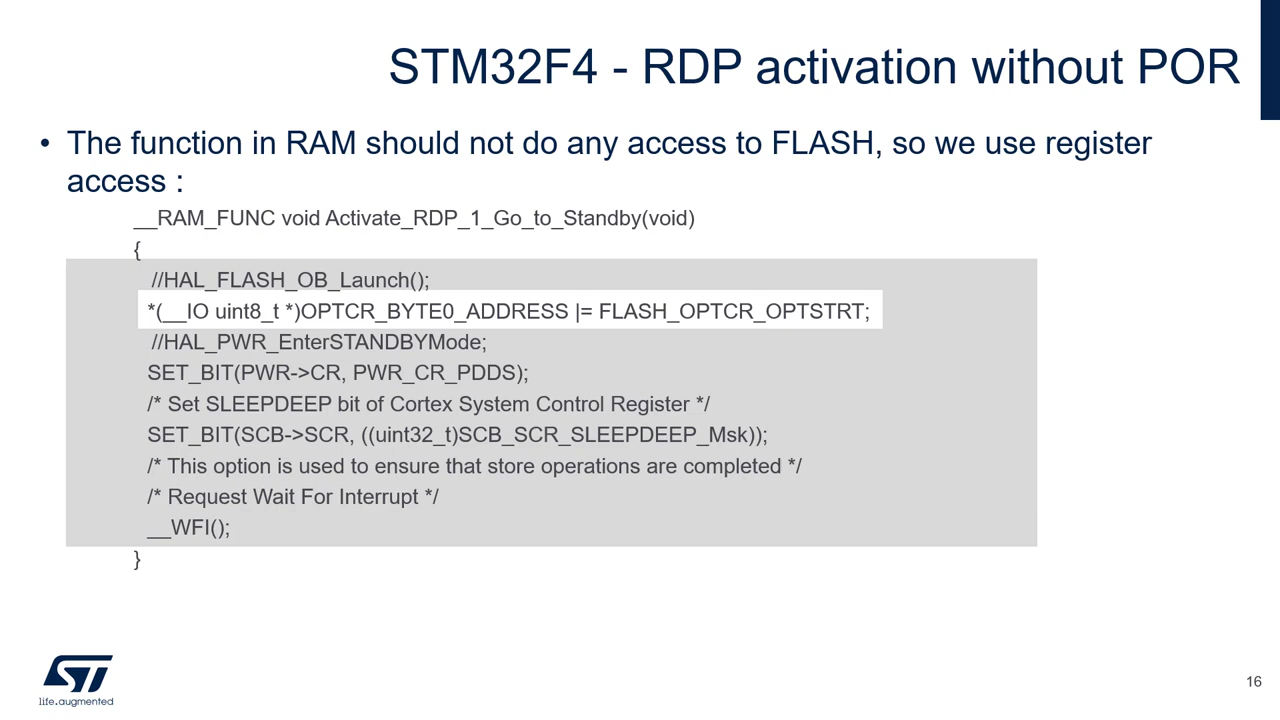 STM32F4 - RDP activation without POR
• The function in RAM should not do any access to FLASH, so we use register
access :
__RAM_FUNC void Activate_RDP_1_Go_to_Standby(void)
{
//HAL_FLASH_OB_Launch();
*(__IO uint8_t *)OPTCR_BYTE0_ADDRESS |= FLASH_OPTCR_OPTSTRT;
//HAL_PWR_EnterSTANDBYMode;
SET_BIT(PWR->CR, PWR_CR_PDDS);
/* Set SLEEPDEEP bit of Cortex System Control Register */
SET_BIT(SCB->SCR, ((uint32_t)SCB_SCR_SLEEPDEEP_Msk));
/* This option is used to ensure that store operations are completed */
/* Request Wait For Interrupt */
__WFI();
}
ST
life.augmented
16